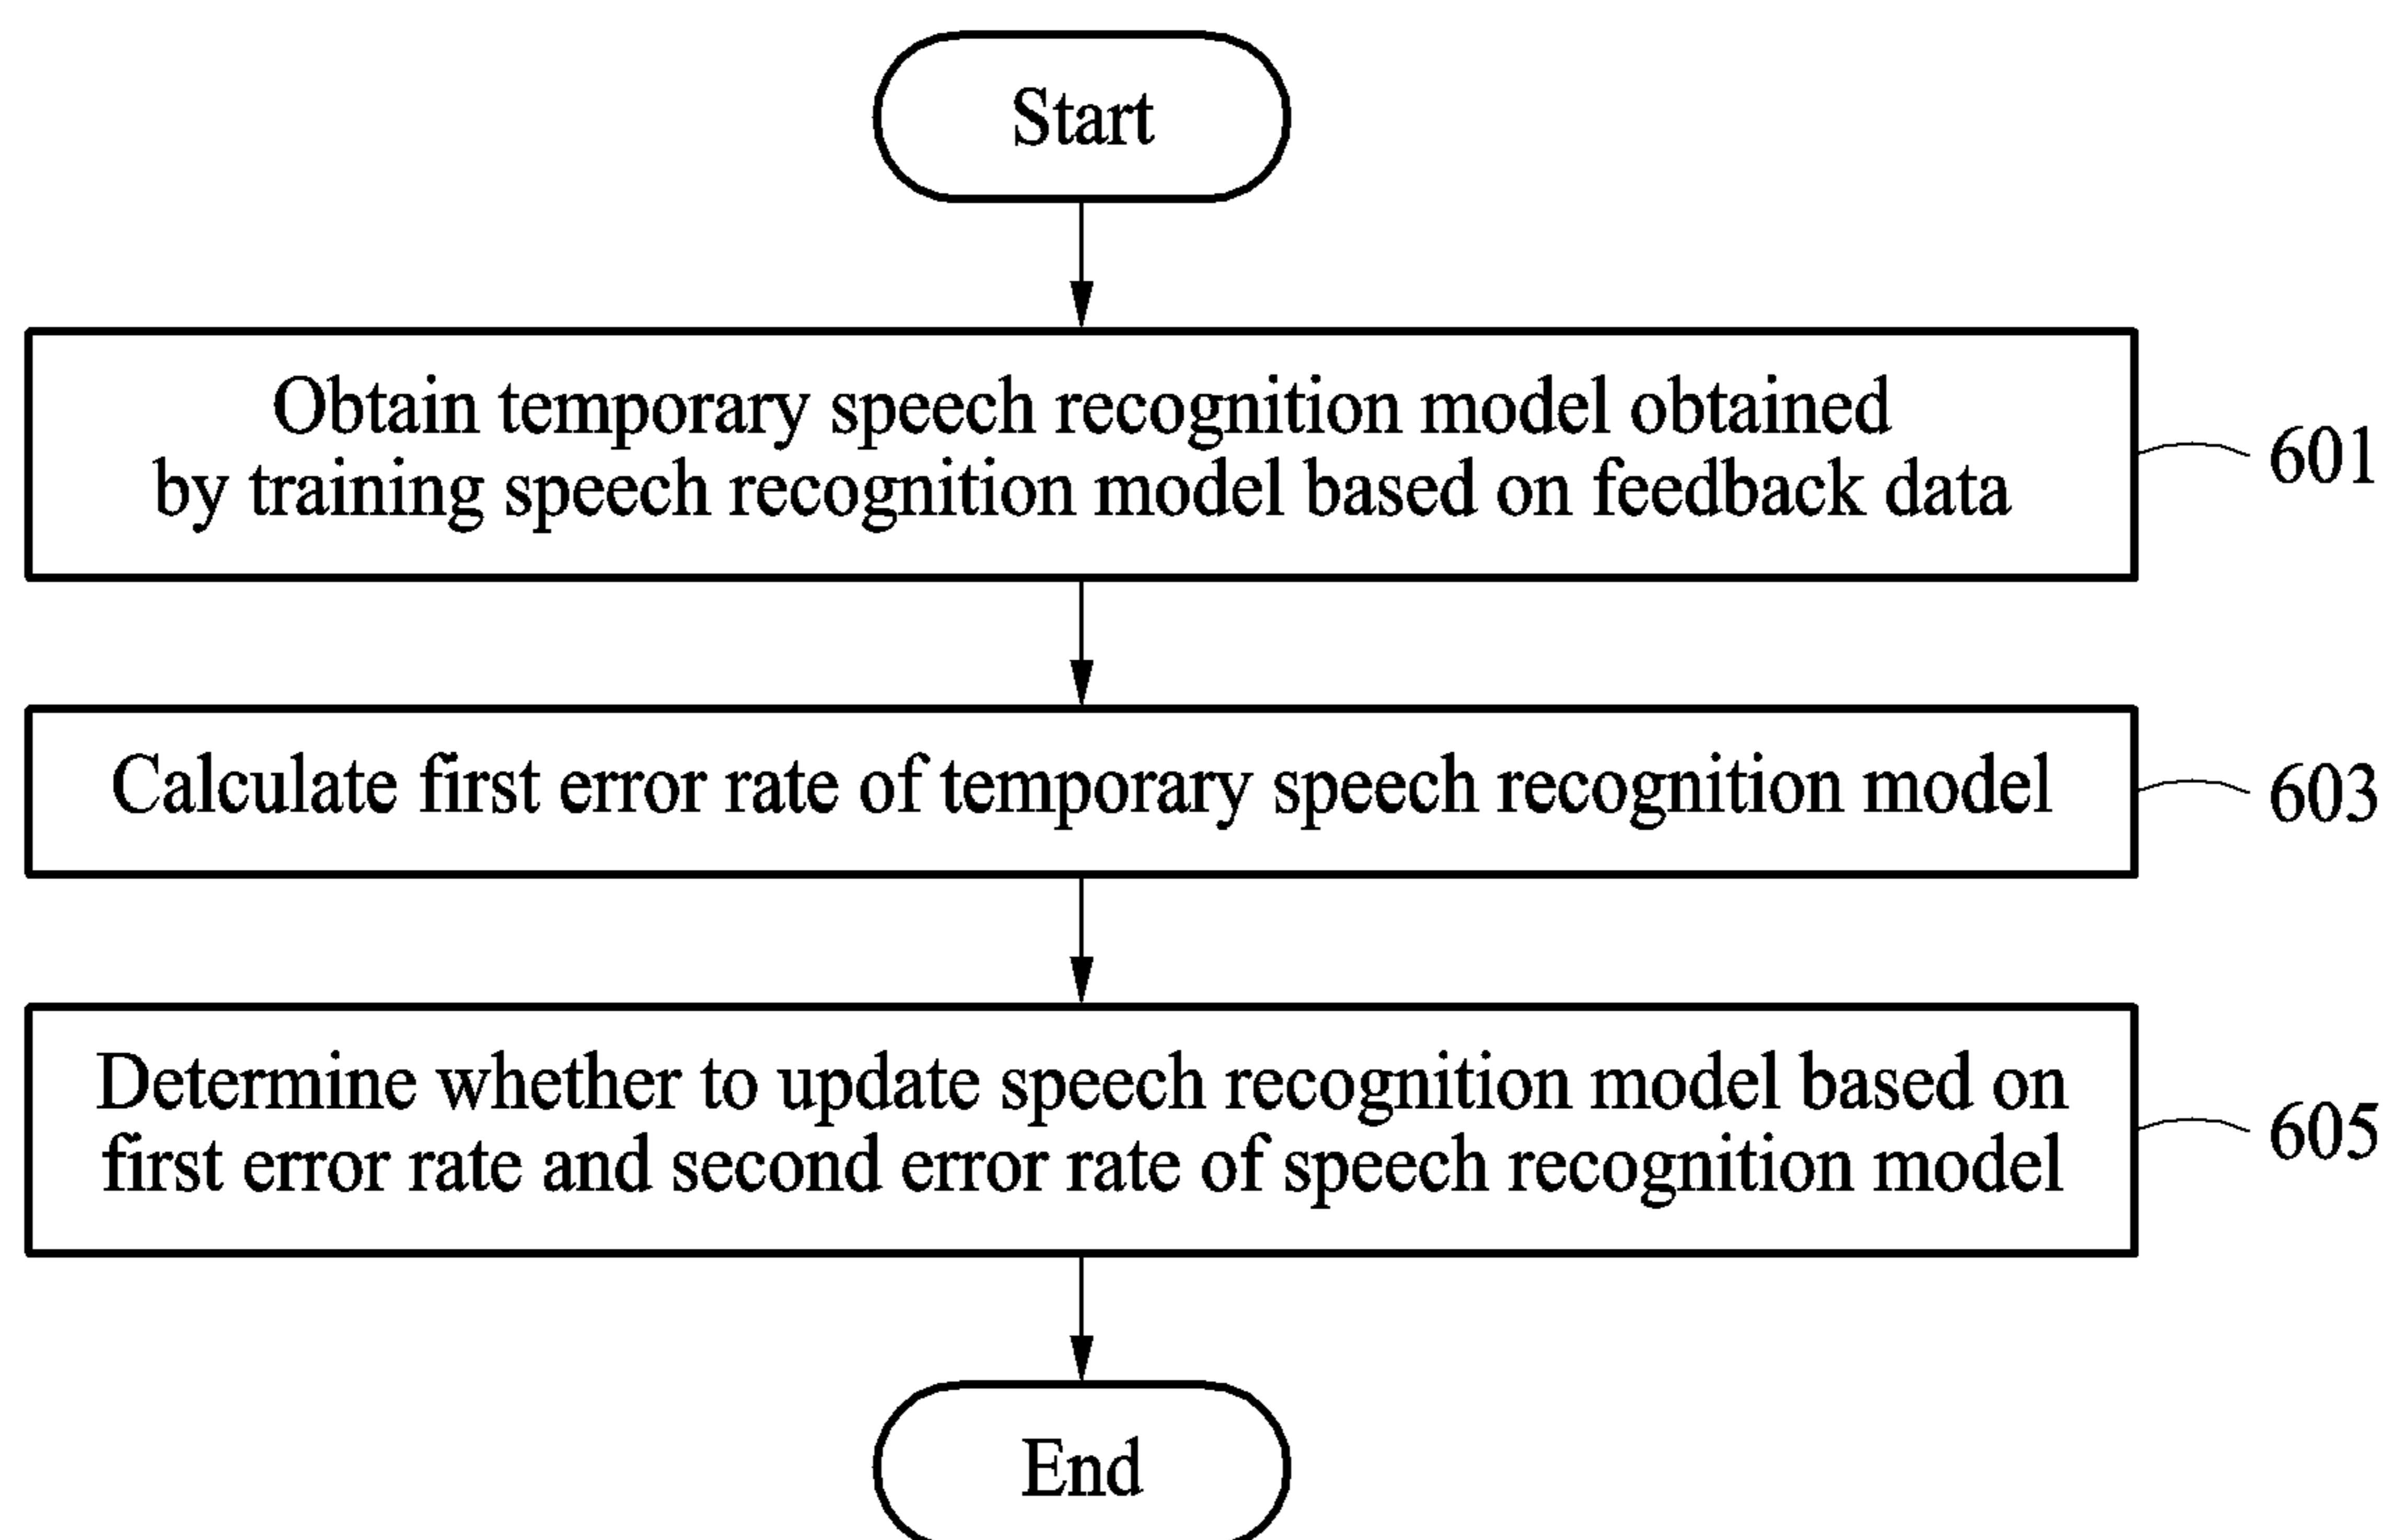 Start
Obtain temporary speech recognition model obtained
by training speech recognition model based on feedback data
601
Calculate first error rate of temporary speech recognition model
603
Determine whether to update speech recognition model based on
first error rate and second error rate of speech recognition model
605
End